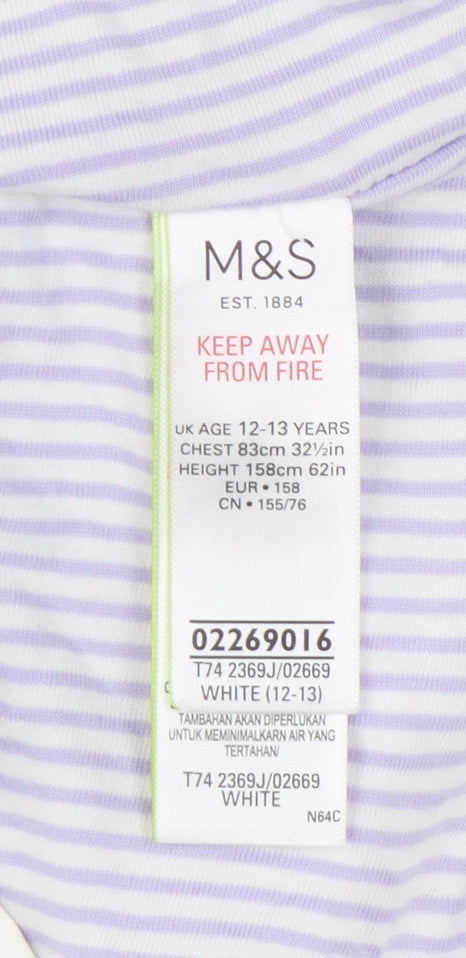 M&S
EST. 1884
KEEP AWAY
FROM FIRE
UK AGE 12-13 YEARS
CHEST 83cm 32½in
HEIGHT 158cm 62in
EUR • 158
CN • 155/76
02269016
T74 2369J/02669
WHITE (12-13)
TAMBAHAN AKAN DIPERLUKAN
UNTUK MEMINIMALKARN AIR YANG
TERTAHAN/
T74 2369J/02669
WHITE
N64C